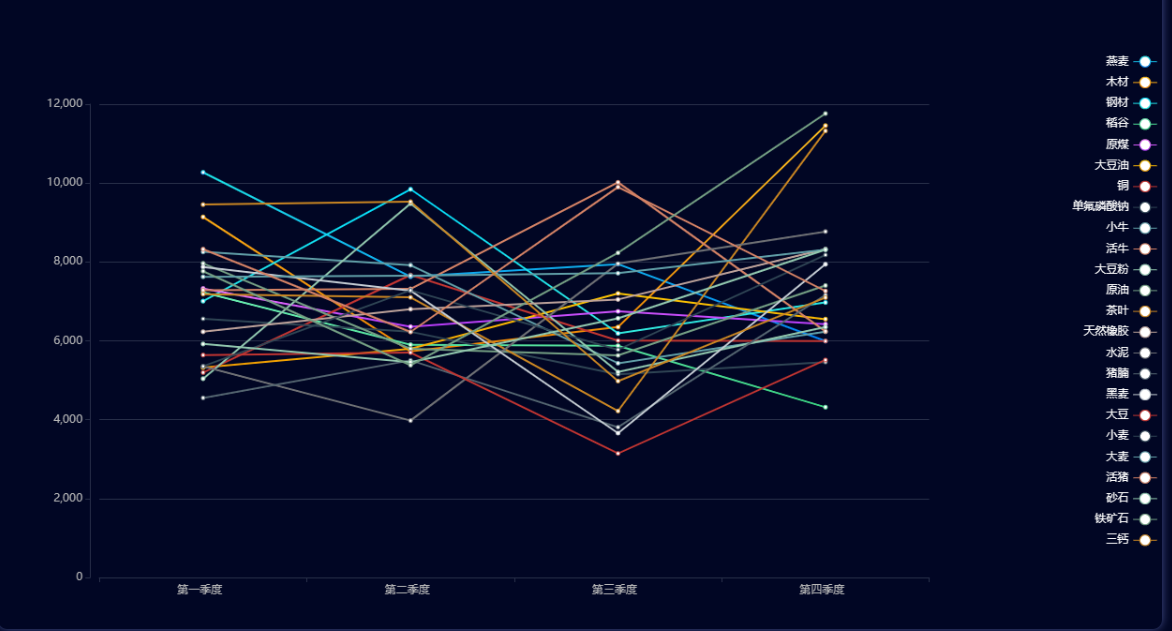 燕麦
木材
钢材
稻谷
原煤
大豆油
铜
单氟磷酸钠
小牛
活牛
大豆粉
原油
茶叶
天然橡胶
水泥
猪腩
黑麦
大豆
小麦
大麦
活猪
砂石
铁矿石
三钙
12,000
10,000
8,000
6,000
4,000
2,000
0
第一季度 第二季度 第三季度 第四季度